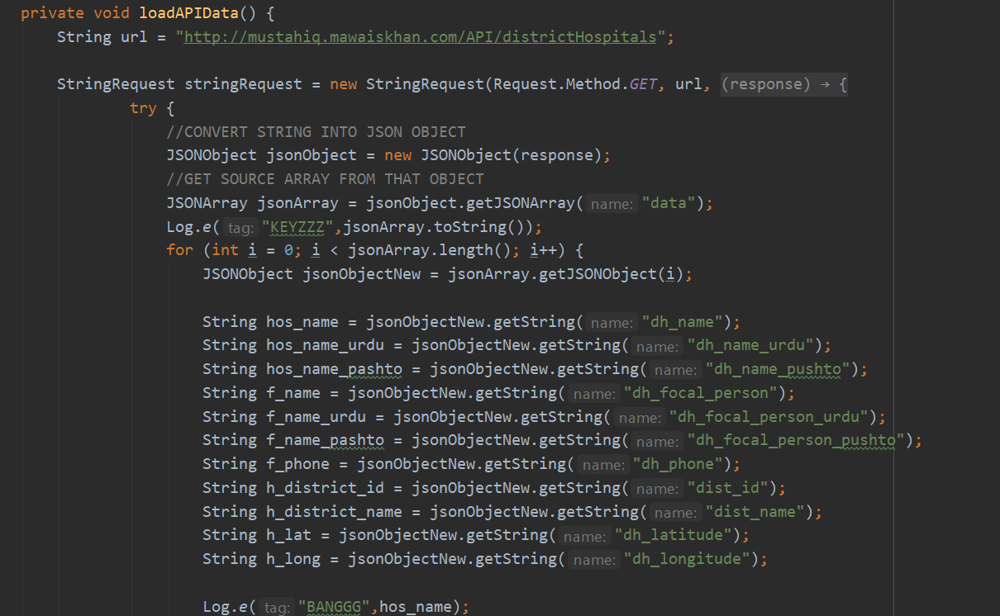 private void loadAPIData() {
String url = "http://mustahiq.mawaiskhan.com/API/districtHospitals";
StringRequest stringRequest = new StringRequest(Request.Method.GET, url, (response) → {
try {
//CONVERT STRING INTO JSON OBJECT
JSONObject jsonObject = new JSONObject(response);
//GET SOURCE ARRAY FROM THAT OBJECT
JSONArray jsonArray = jsonObject.getJSONArray( name: "data");
Log.e( tag: "KEYZZZ",jsonArray.toString());
for (int i = 0; i < jsonArray.length(); i++) {
JSONObject jsonObjectNew = jsonArray.getJSONObject(i);
String hos_name = jsonObjectNew.getString( name: "dh_name");
String hos_name_urdu = jsonObjectNew.getString( name: "dh_name_urdu");
String hos_name_pashto = jsonObjectNew.getString( name: "dh_name_pushto");
String f_name = jsonObjectNew.getString( name: "dh_focal_person");
String f_name_urdu = jsonObjectNew.getString( name: "dh_focal_person_urdu");
String f_name_pashto = jsonObjectNew.getString( name: "dh_focal_person_pushto");
String f_phone = jsonObjectNew.getString( name: "dh_phone");
String h_district_id = jsonObjectNew.getString( name: "dist_id");
String h_district_name = jsonObjectNew.getString( name: "dist_name");
String h_lat = jsonObjectNew.getString( name: "dh_latitude");
String h_long = jsonObjectNew.getString( name: "dh_longitude");
Log.e( tag: "BANGGG",hos_name);